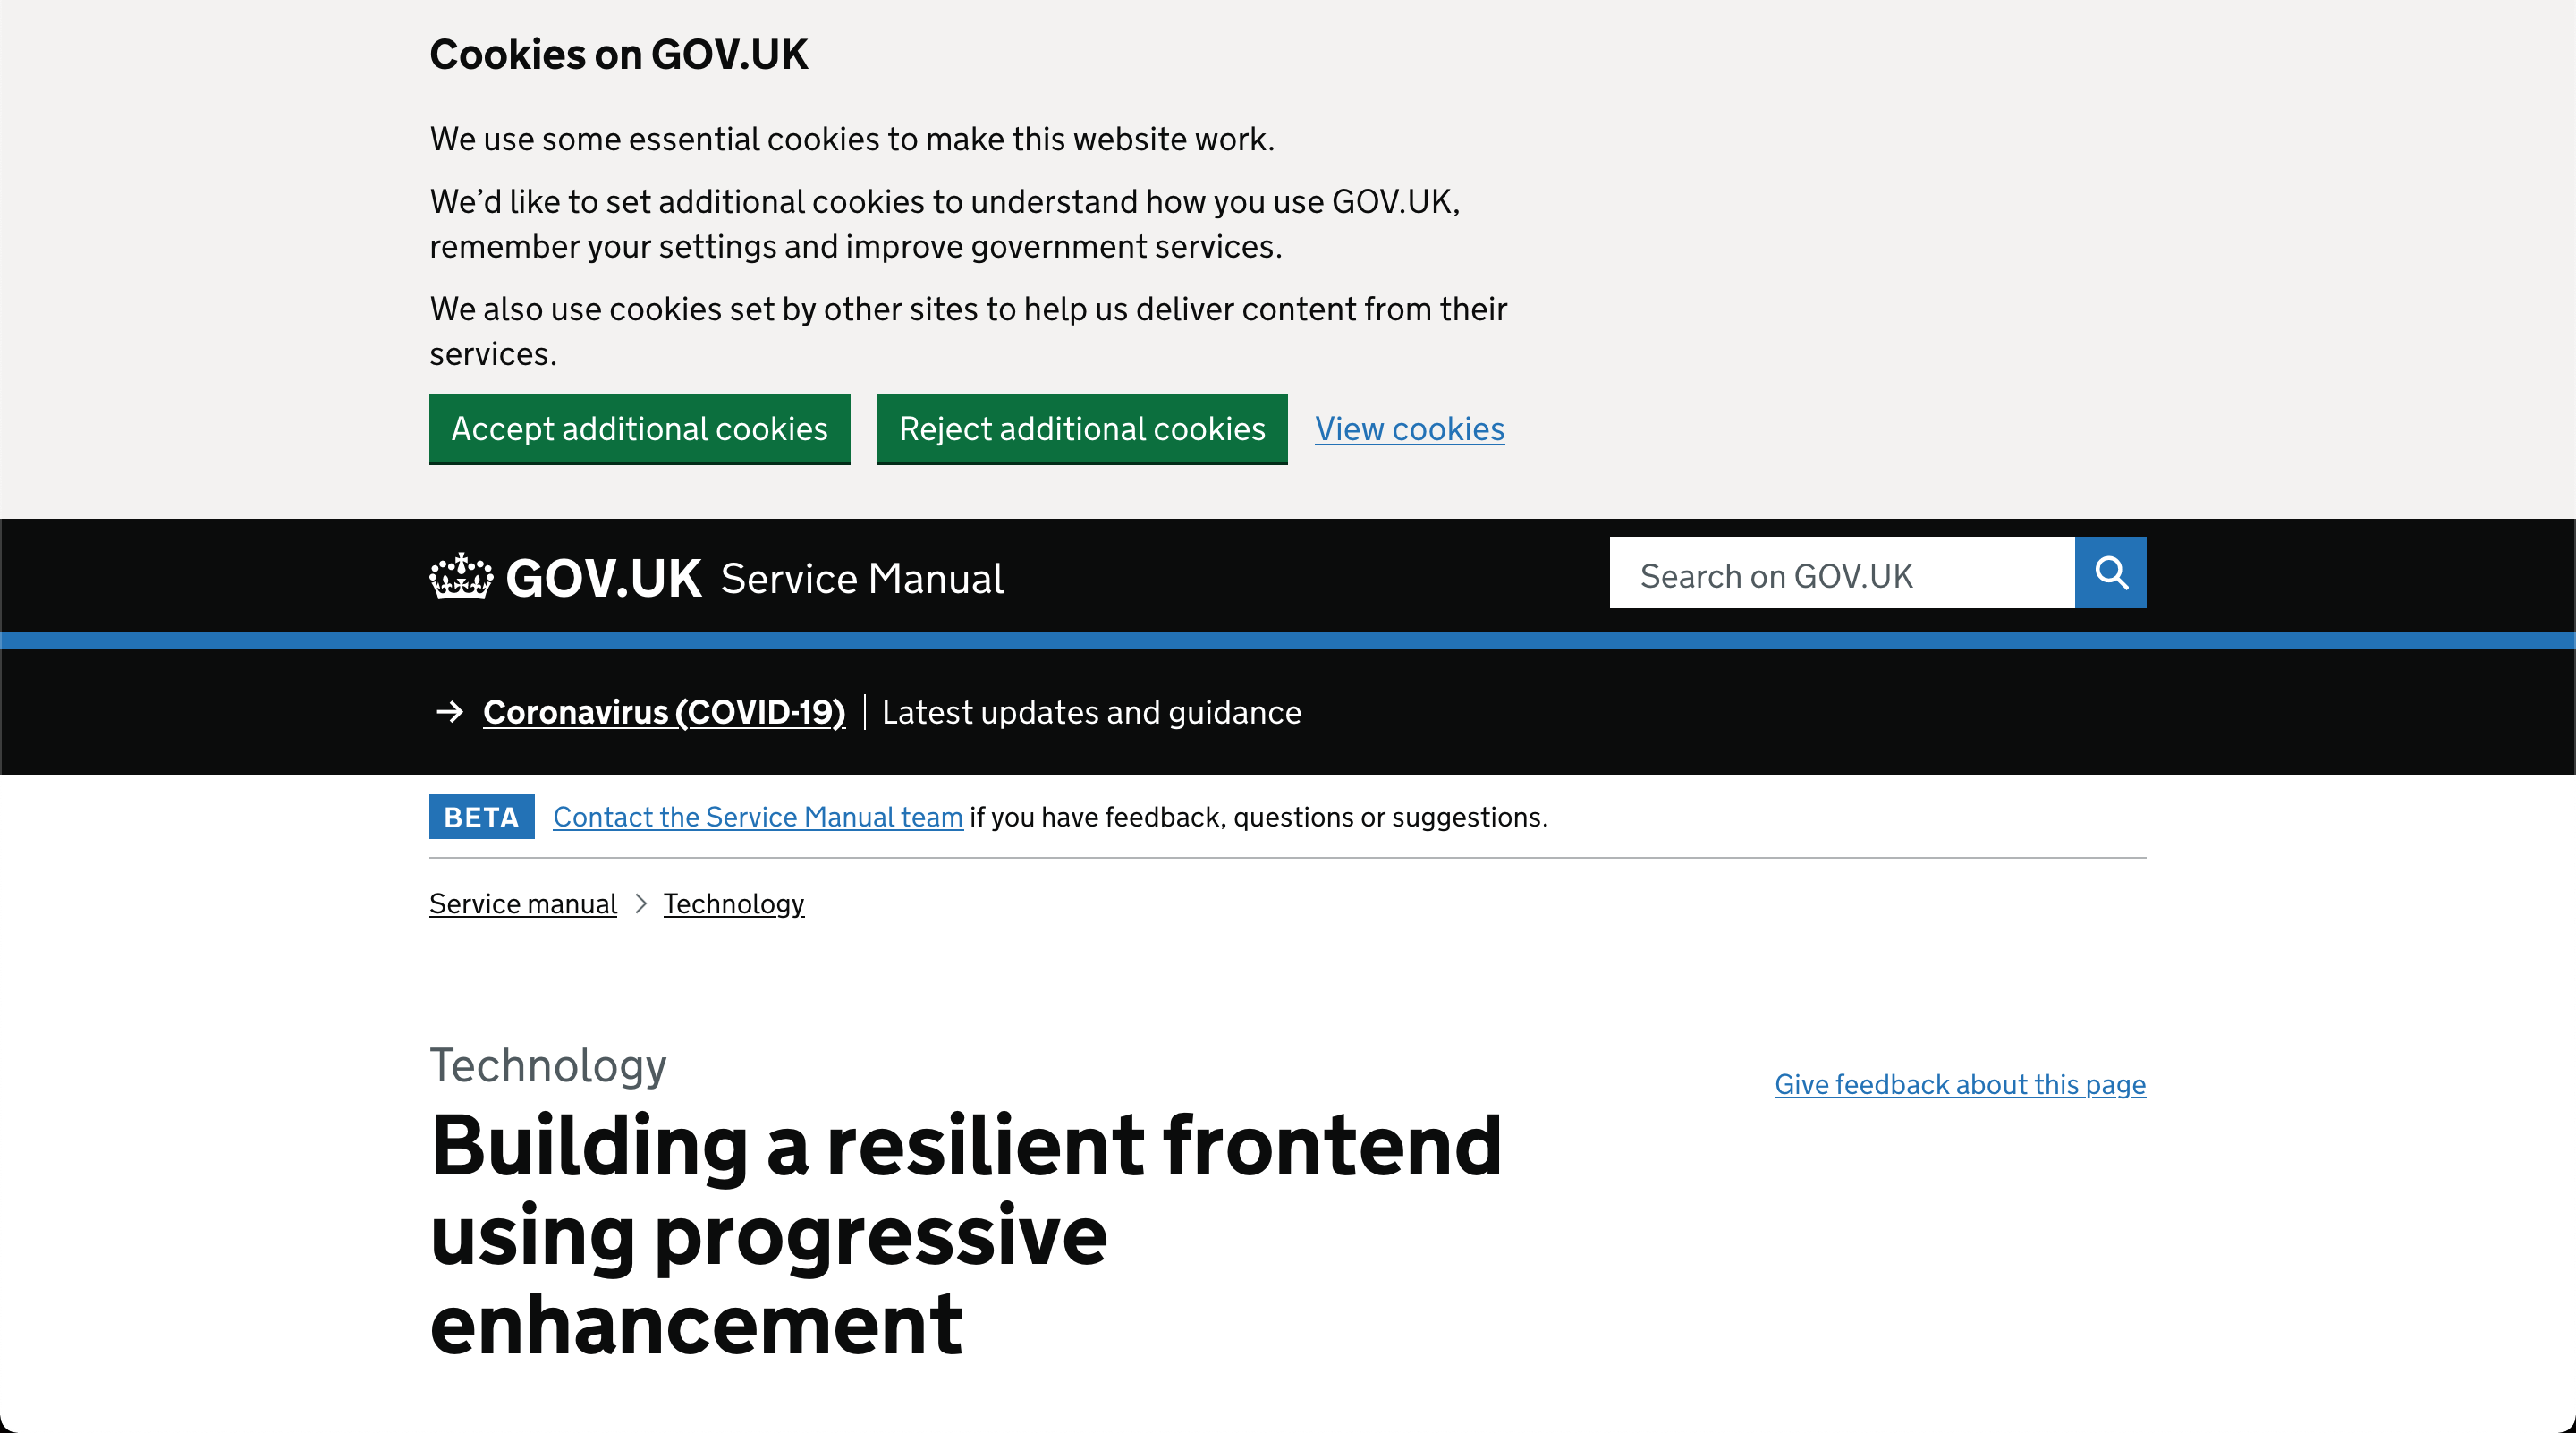 Cookies on GOV.UK
We use some essential cookies to make this website work.
We’d like to set additional cookies to understand how you use GOV.UK,
remember your settings and improve government services.
We also use cookies set by other sites to help us deliver content from their
services.
Accept additional cookies Reject additional cookies View cookies
GOV.UK Service Manual Search on GOV.UK
Coronavirus (COVID-19) Latest updates and guidance
BETA Contact the Service Manual team if you have feedback, questions or suggestions.
Service manual Technology
Technology
Give feedback about this page
Building a resilient frontend
using progressive
enhancement